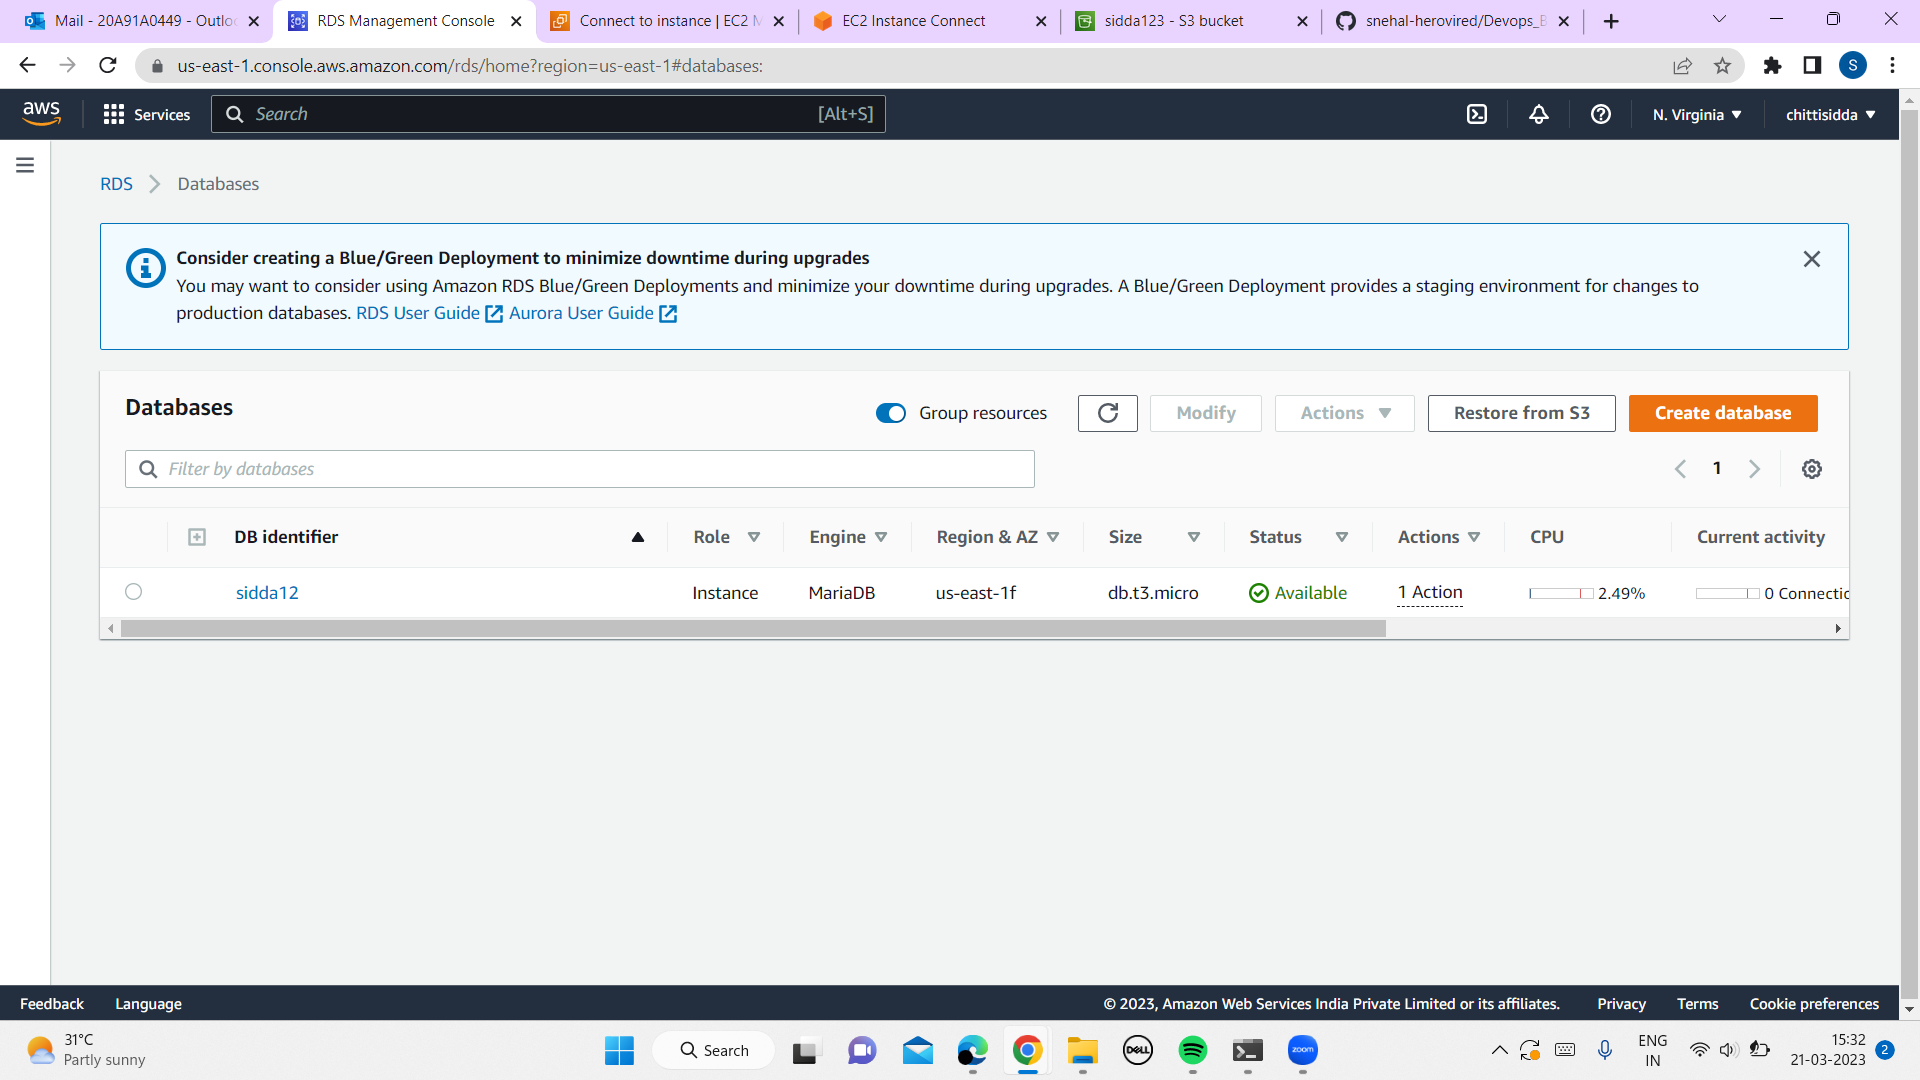 Mail - 20A91A0449 - Outlo
RDS Management Console
Connect to instance | EC2 M
EC2 Instance Connect
sidda123 - S3 bucket
snehal-herovired/Devops_B
us-east-1.console.aws.amazon.com/rds/home?region=us-east-1#databases:
S
aws
Services
Search
[Alt+S]
N. Virginia
chittisidda
RDS
Databases
Consider creating a Blue/Green Deployment to minimize downtime during upgrades
You may want to consider using Amazon RDS Blue/Green Deployments and minimize your downtime during upgrades. A Blue/Green Deployment provides a staging environment for changes to
production databases. RDS User Guide Aurora User Guide
Databases
Group resources
Modify
Actions
Restore from S3
Create database
Filter by databases
1
DB identifier
Role
Engine
Region & AZ
Size
Status
Actions
CPU
Current activity
sidda12
Instance
MariaDB
us-east-1f
db.t3.micro
Available
1 Action
2.49%
0 Connectio
Feedback
Language
© 2023, Amazon Web Services India Private Limited or its affiliates.
Privacy
Terms
Cookie preferences
31°C
Partly sunny
Search
DELL
zoom
ENG
IN
15:32
21-03-2023
2